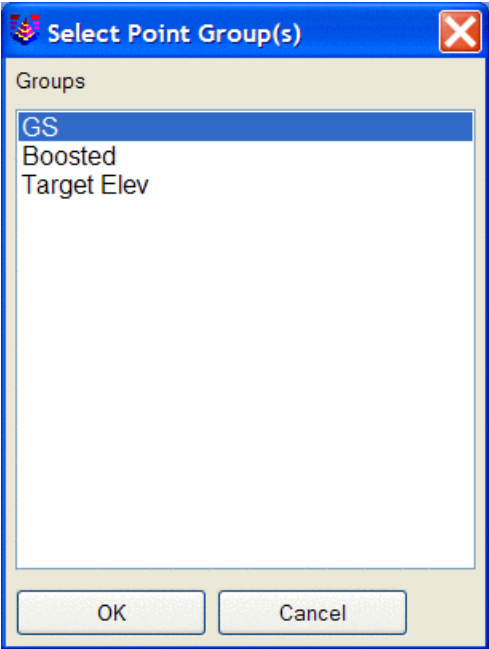 Select Point Group(s)
Groups
GS
Boosted
Target Elev
OK
Cancel